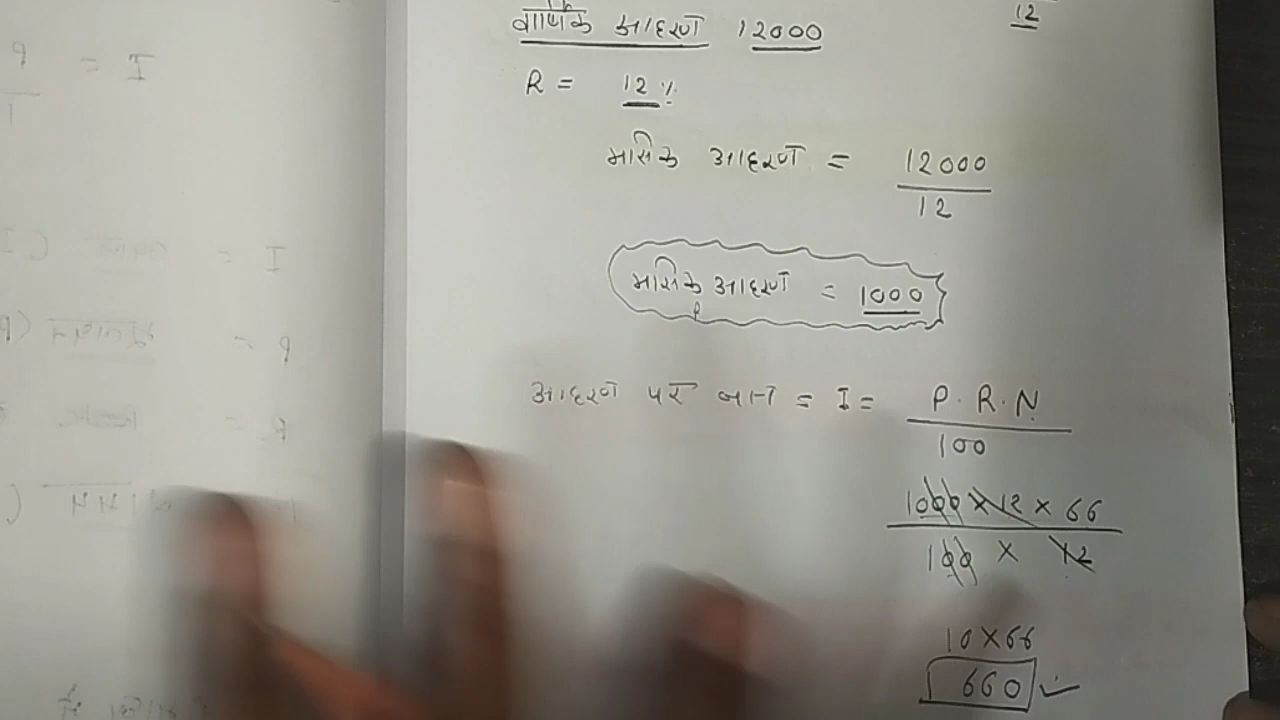 12
वार्षिक आहरण 12000
R = 12 %
मासिक आहरण = 12000
12
मासिक आहरण = 1000
P
आहरण पर ब्याज = I = P. R. N
100
1000 X 12 x 66
100 x 12
10 X 66
660